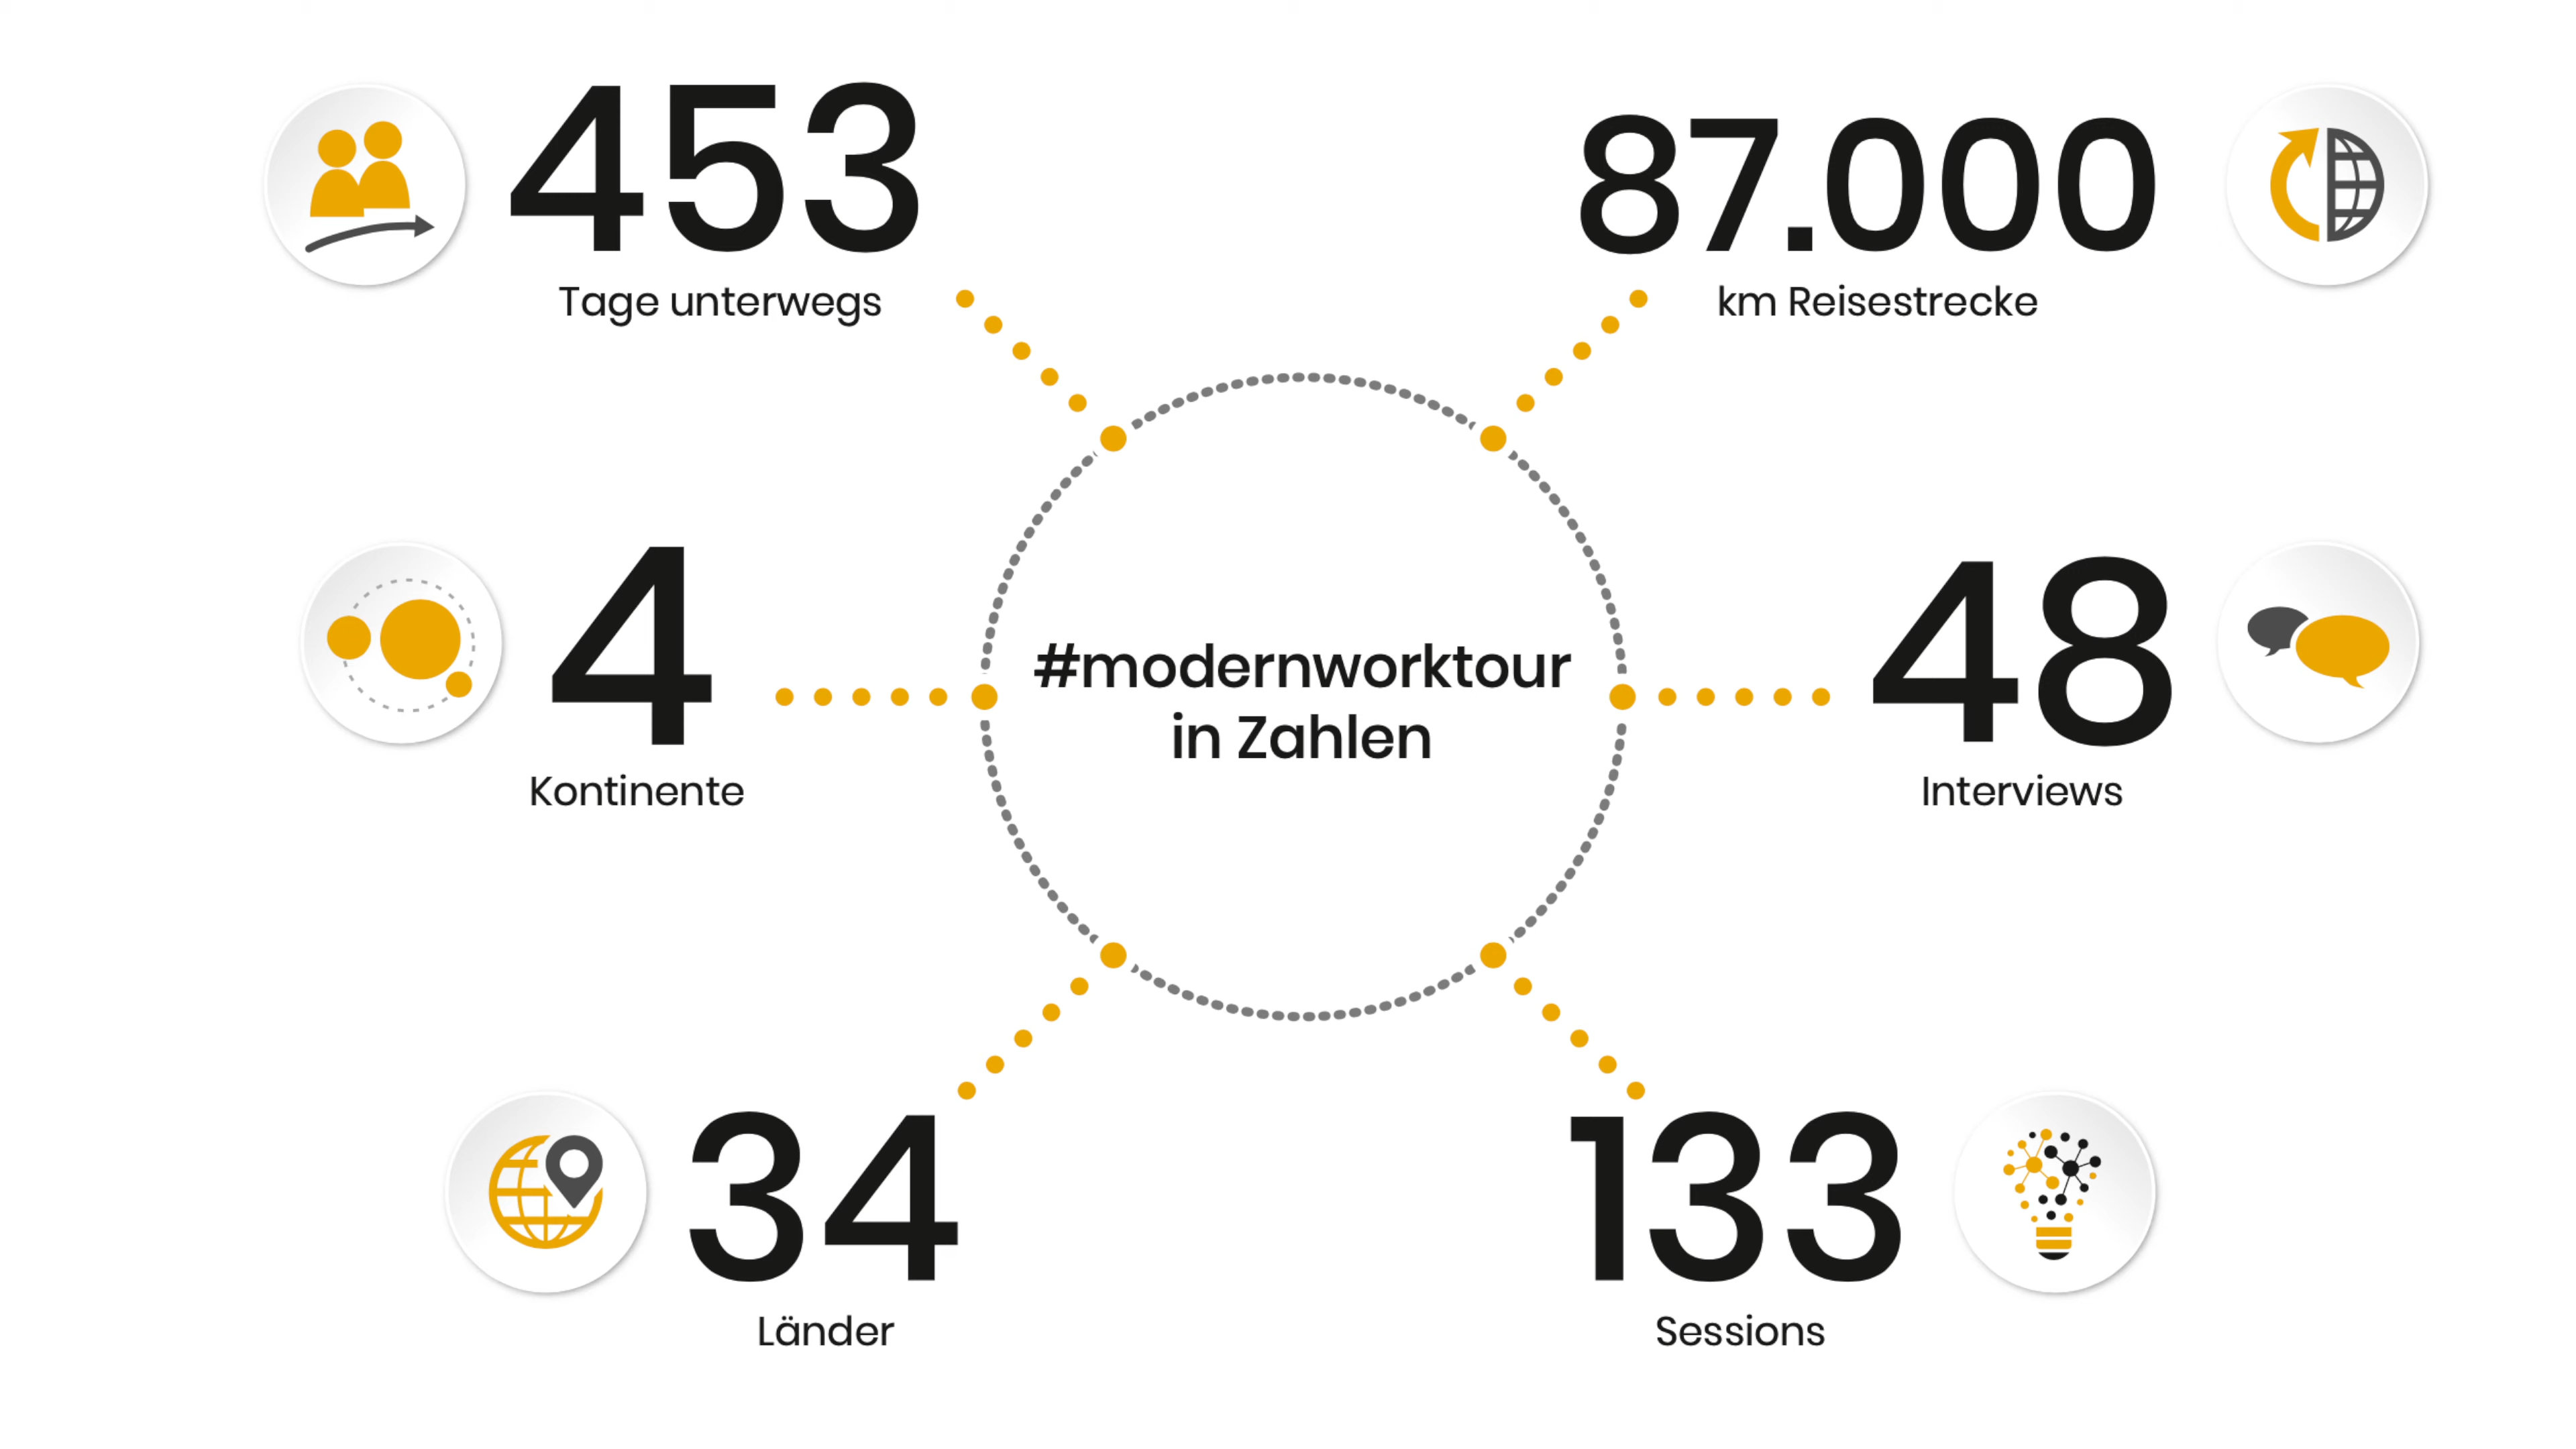 453
Tage unterwegs
87.000
km Reisestrecke
4
Kontinente
#modernworktour
in Zahlen
48
Interviews
34
Länder
133
Sessions